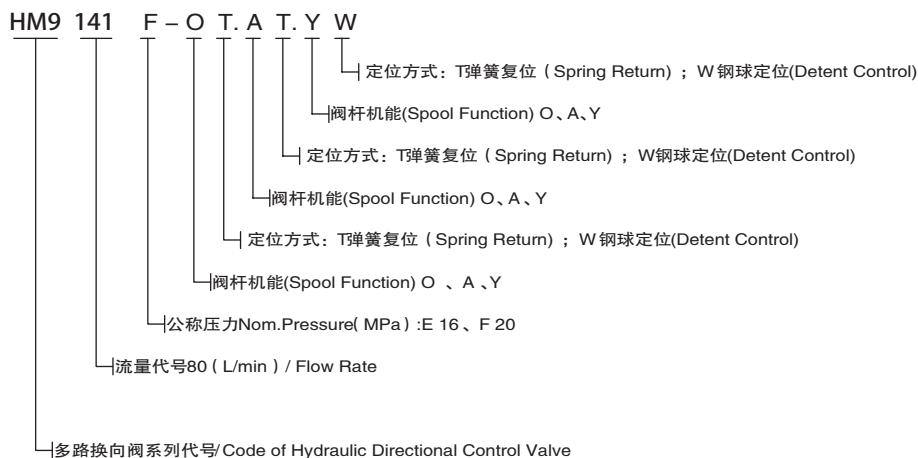 HM9 141 F – O T. A T. Y W
定位方式：T弹簧复位（Spring Return）；W 钢球定位(Detent Control)
阀杆机能(Spool Function) O、A、Y
定位方式：T弹簧复位（Spring Return）；W钢球定位(Detent Control)
阀杆机能(Spool Function) O、A、Y
定位方式：T弹簧复位（Spring Return）；W 钢球定位(Detent Control)
阀杆机能(Spool Function) O 、A 、Y
公称压力Nom.Pressure( MPa ) :E 16 、F 20
流量代号80 ( L/min ) / Flow Rate
多路换向阀系列代号/Code of Hydraulic Directional Control Valve